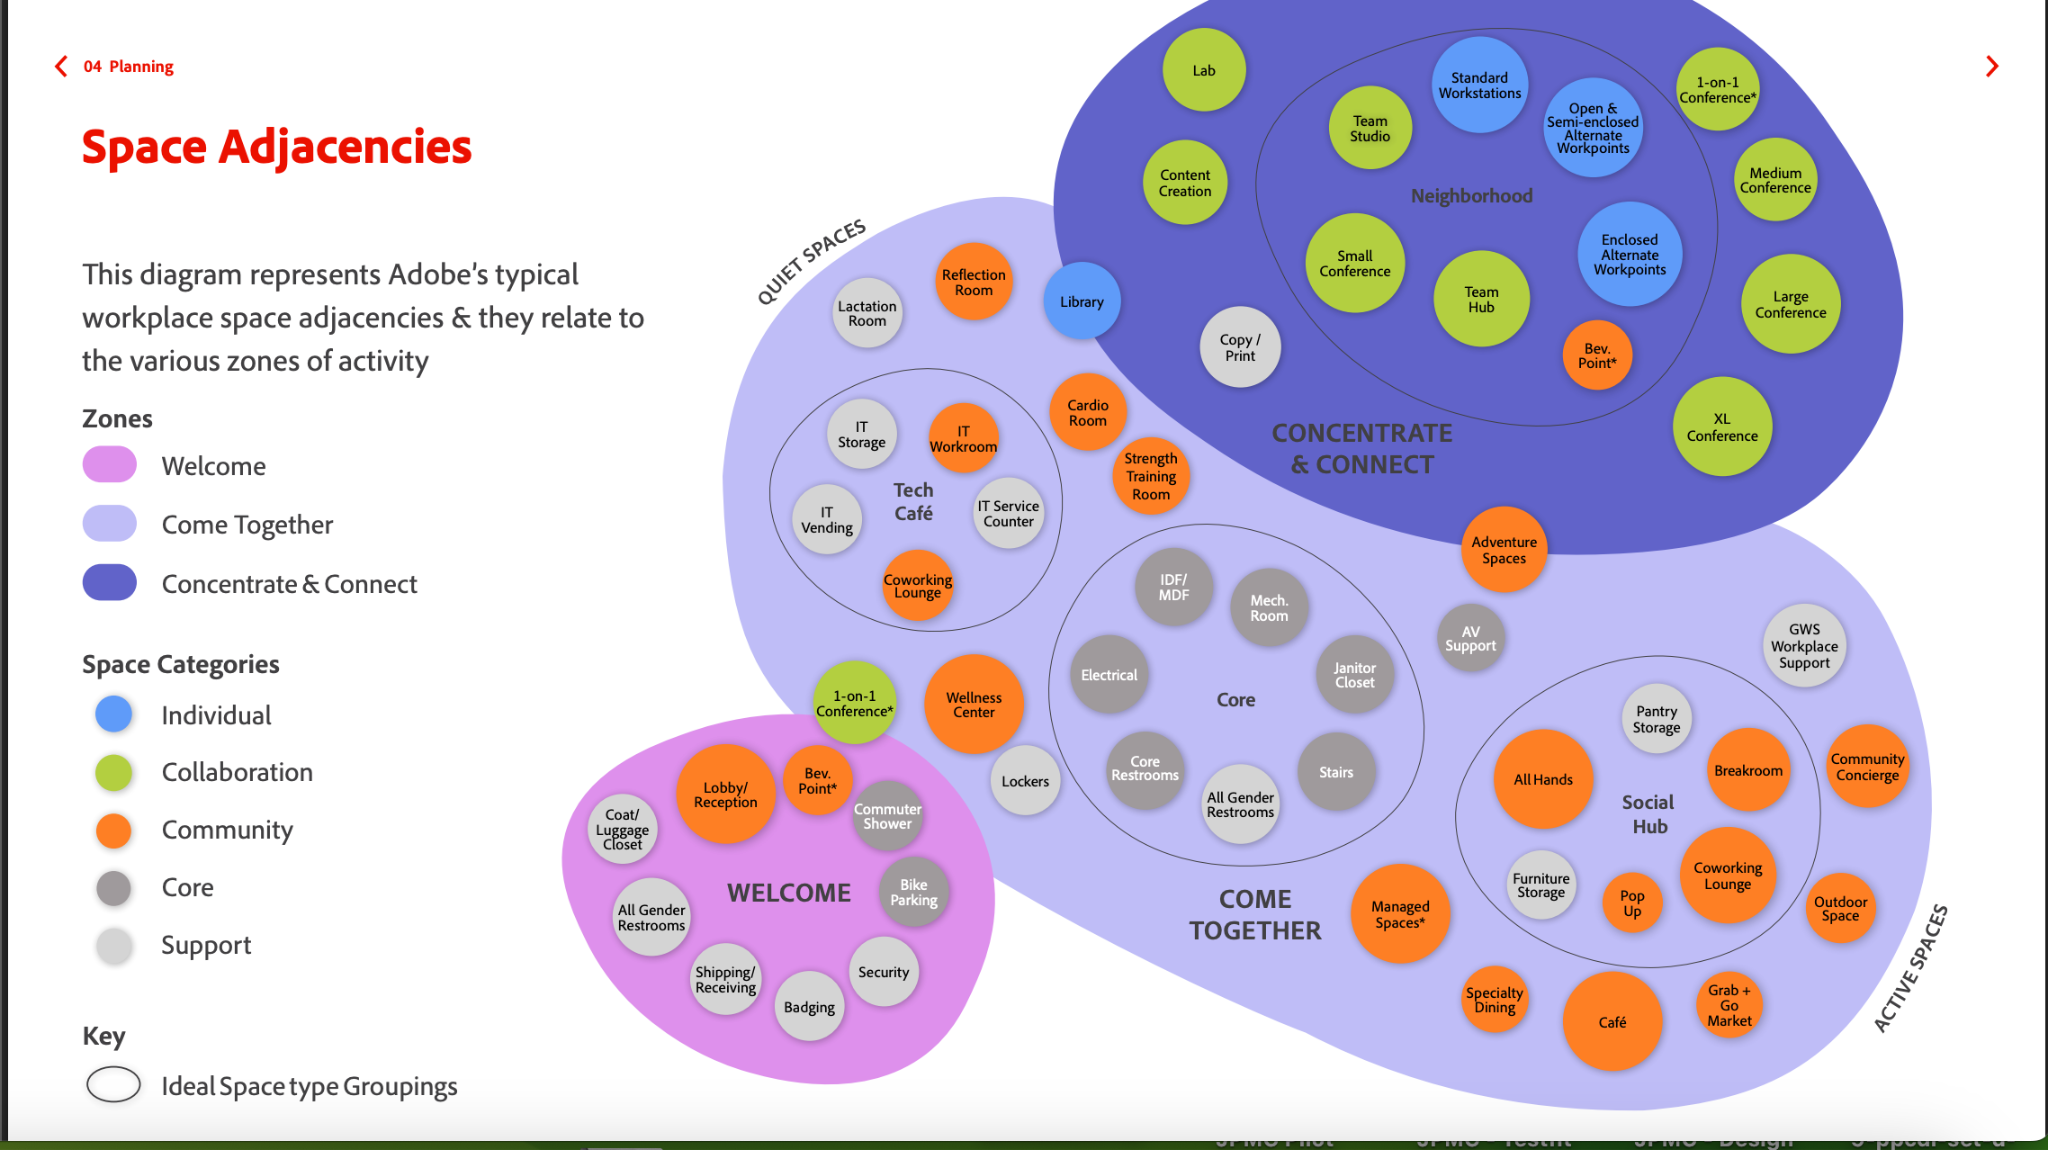 04 Planning
Space Adjacencies
This diagram represents Adobe's typical
workplace space adjacencies & they relate to
the various zones of activity
Zones
Welcome
Come Together
Concentrate & Connect
Space Categories
Individual
Collaboration
Community
Core
Support
Key
Ideal Space type Groupings
QUIET SPACES
Lactation
Room
Reflection
Room
Library
Cardio
Room
Strength
Training
Room
IT
Storage
IT
Workroom
Tech
Café
IT
Vending
IT Service
Counter
Coworking
Lounge
1-on-1
Conference*
Wellness
Center
Lockers
Lab
Content
Creation
Copy /
Print
Team
Studio
Standard
Workstations
Open &
Semi-enclosed
Alternate
Workpoints
Neighborhood
Small
Conference
Team
Hub
Enclosed
Alternate
Workpoints
Bev.
Point*
1-on-1
Conference*
Medium
Conference
Large
Conference
XL
Conference
CONCENTRATE
& CONNECT
Adventure
Spaces
AV
Support
IDF/
MDF
Mech.
Room
Electrical
Janitor
Closet
Core
Core
Restrooms
All Gender
Restrooms
Stairs
COME
TOGETHER
Managed
Spaces*
GWS
Workplace
Support
Pantry
Storage
All Hands
Breakroom
Social
Hub
Furniture
Storage
Pop
Up
Coworking
Lounge
Community
Concierge
Outdoor
Space
Specialty
Dining
Café
Grab +
Go
Market
ACTIVE SPACES
Coat/
Luggage
Closet
Lobby/
Reception
Bev.
Point*
Commuter
Shower
Bike
Parking
WELCOME
All Gender
Restrooms
Shipping/
Receiving
Badging
Security